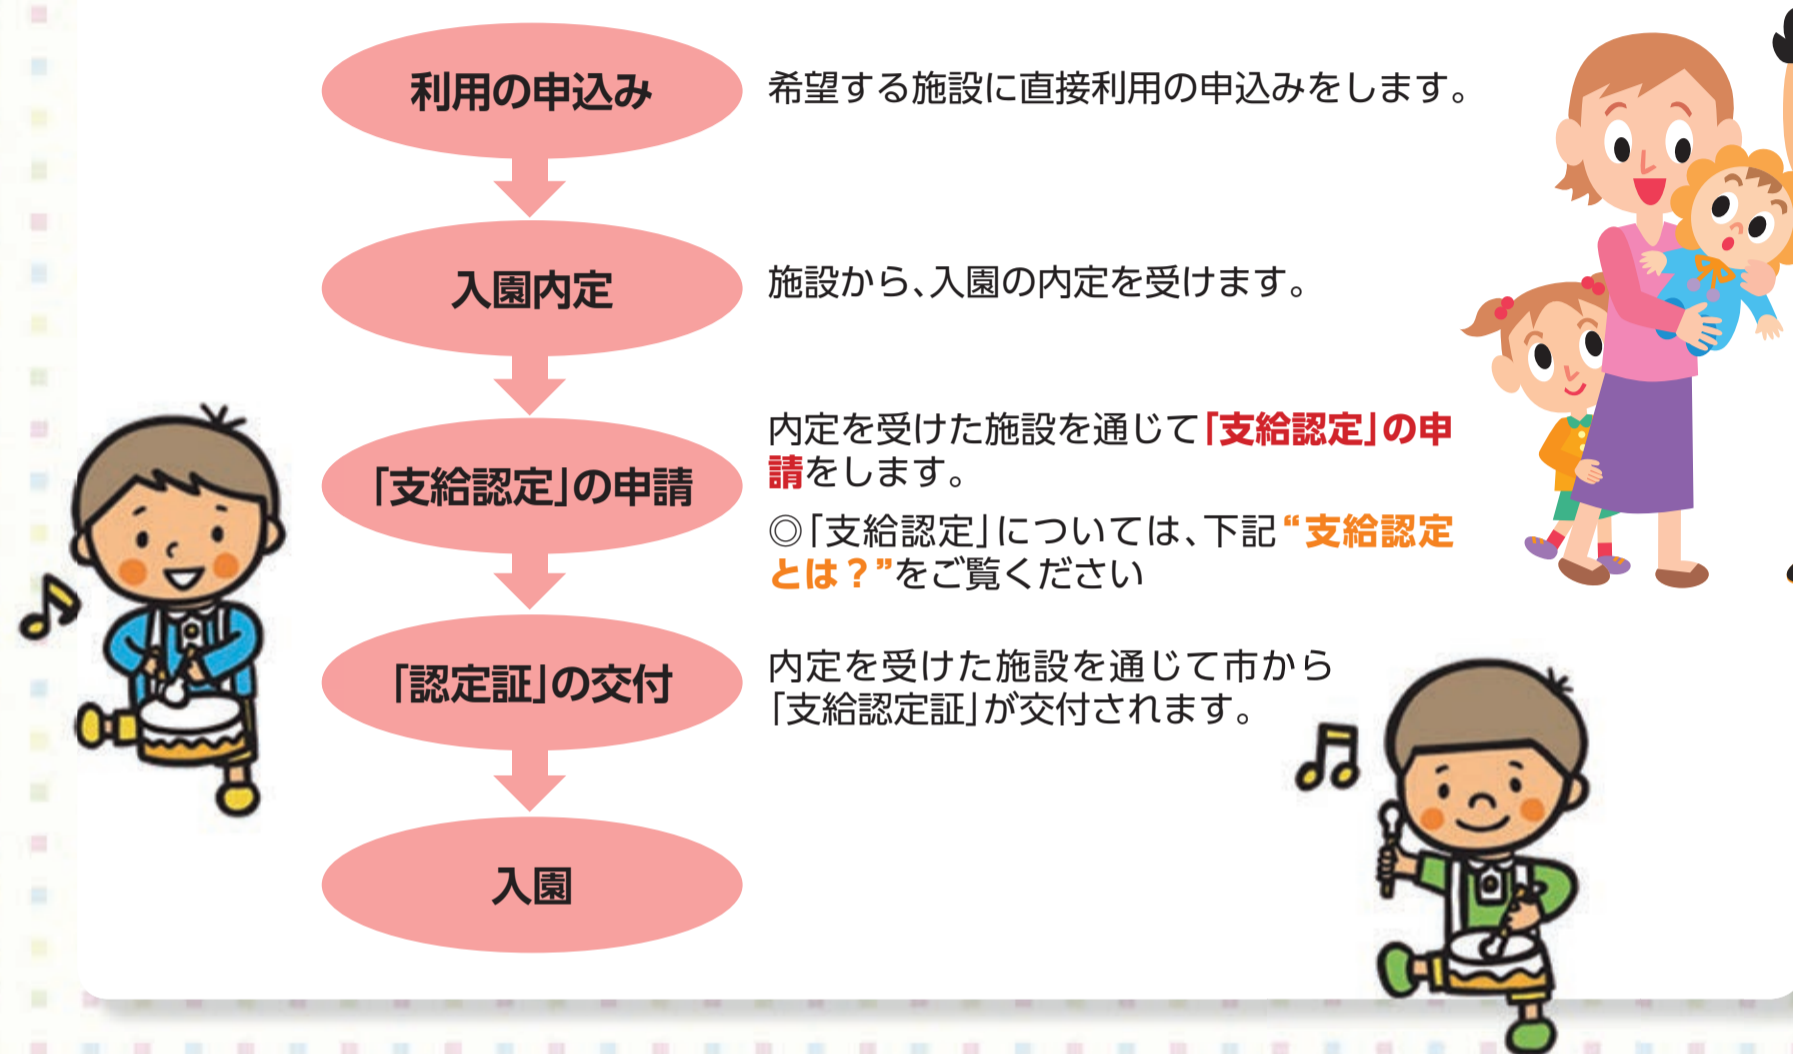 利用の申込み
希望する施設に直接利用の申込みをします。
入園内定
施設から、入園の内定を受けます。
「支給認定」の申請
内定を受けた施設を通じて「支給認定」の申
請をします。
◎「支給認定」については、下記“支給認定
とは？”をご覧ください
「認定証」の交付
内定を受けた施設を通じて市から
「支給認定証」が交付されます。
入園